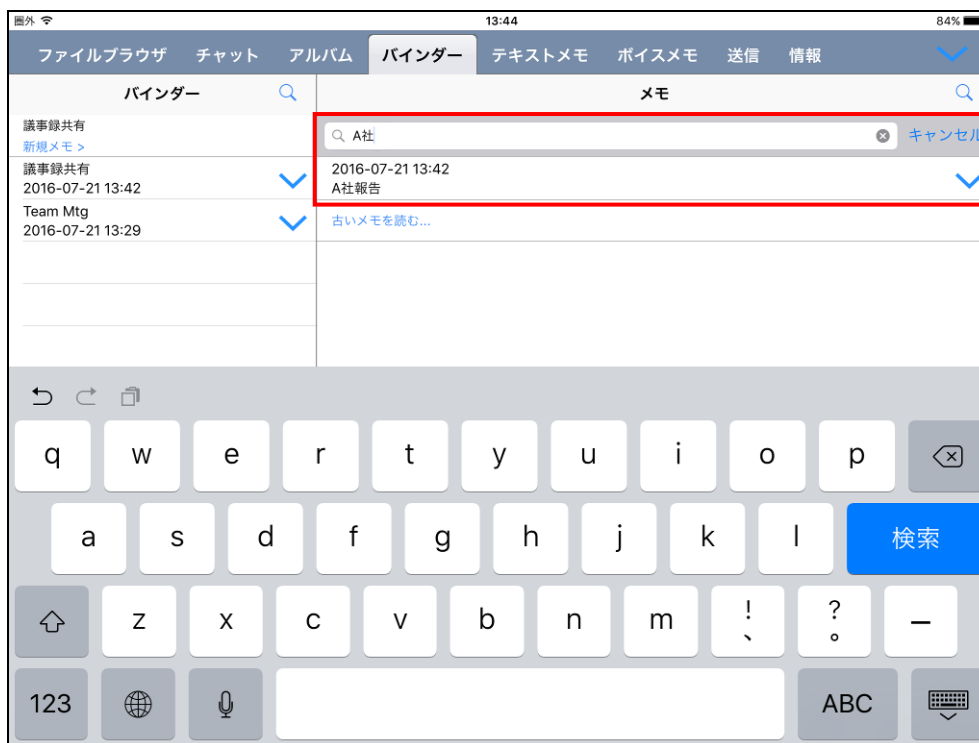 圏外 13:44 84%
ファイルブラウザ チャット アルバム バインダー テキストメモ ボイスメモ 送信 情報
バインダー メモ
議事録共有
新規メモ >
議事録共有
2016-07-21 13:42
Team Mtg
2016-07-21 13:29
A社 キャンセル
2016-07-21 13:42
A社報告
古いメモを読む...
q w e r t y u i o p
a s d f g h j k l 検索
z x c v b n m ! 、 ? 。 ー
123 ABC